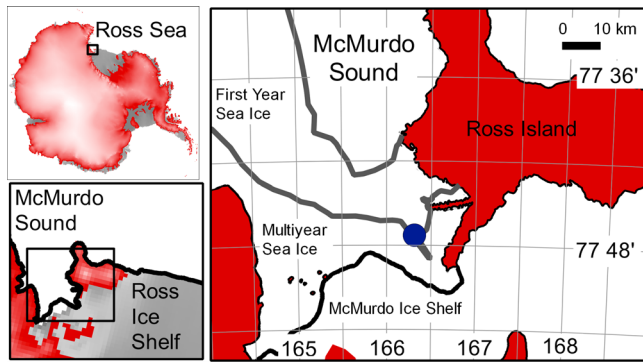 Ross Sea
McMurdo
Sound
Ross
Ice
Shelf
McMurdo
Sound
0 10 km
77 36'
First Year
Sea Ice
Ross Island
Multiyear
Sea Ice
77 48'
McMurdo Ice Shelf
165 166 167 168